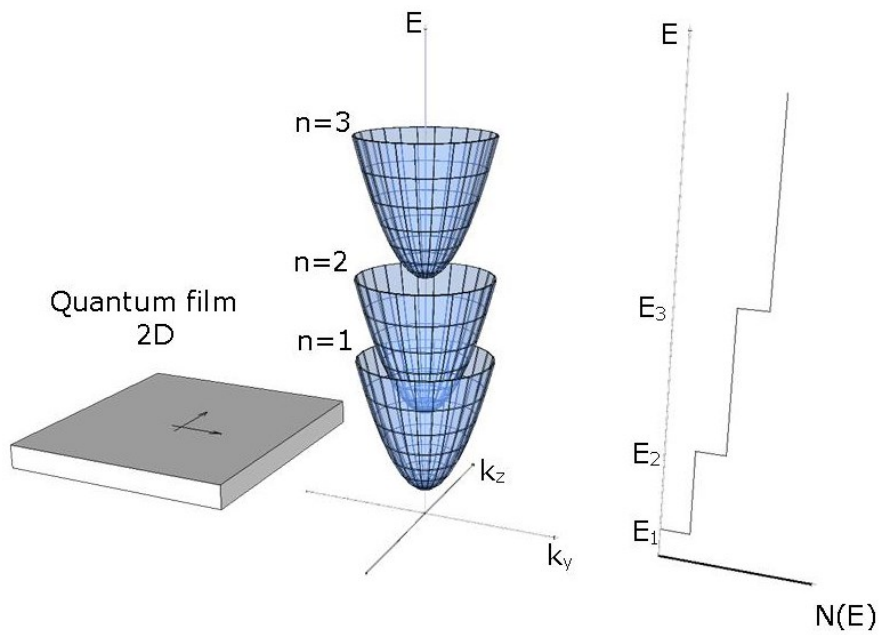 Quantum film
2D
E
n=3
n=2
n=1
k_z
k_y
E
E₃
E₂
E₁
N(E)